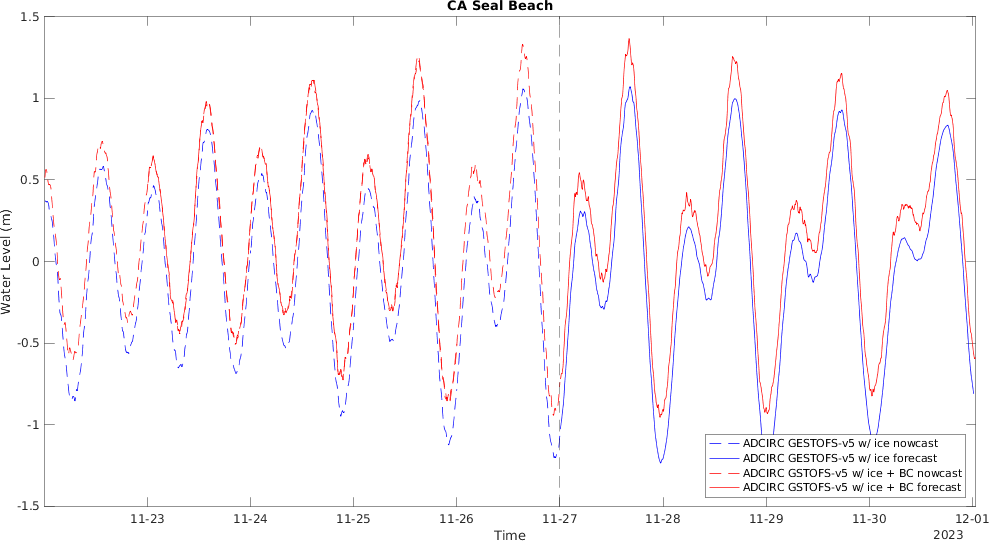 CA Seal Beach
1.5
1
0.5
0
-0.5
-1
-1.5
Water Level (m)
11-23
11-24
11-25
11-26
11-27
11-28
11-29
11-30
12-01
Time
2023
ADCIRC GESTOFS-v5 w/ ice nowcast
ADCIRC GESTOFS-v5 w/ ice forecast
ADCIRC GSTOFS-v5 w/ ice + BC nowcast
ADCIRC GSTOFS-v5 w/ ice + BC forecast